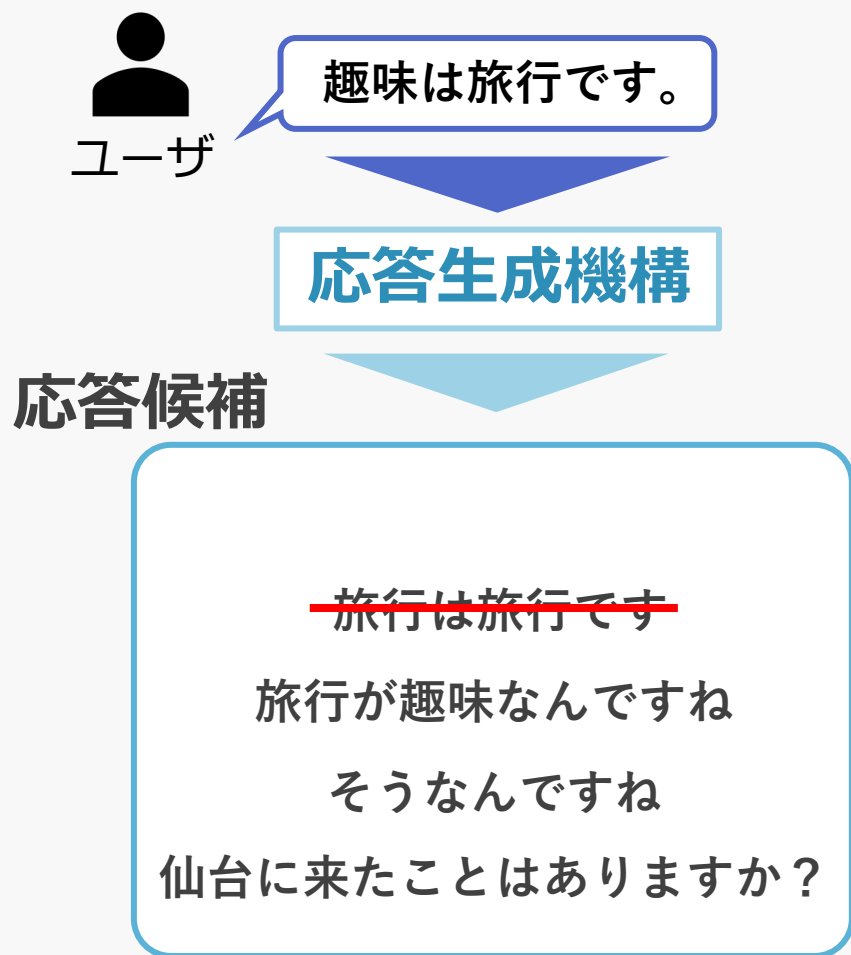 趣味は旅行です。
ユーザ
応答生成機構
応答候補
旅行は旅行です
旅行が趣味なんですね
そうなんですね
仙台に来たことはありますか？